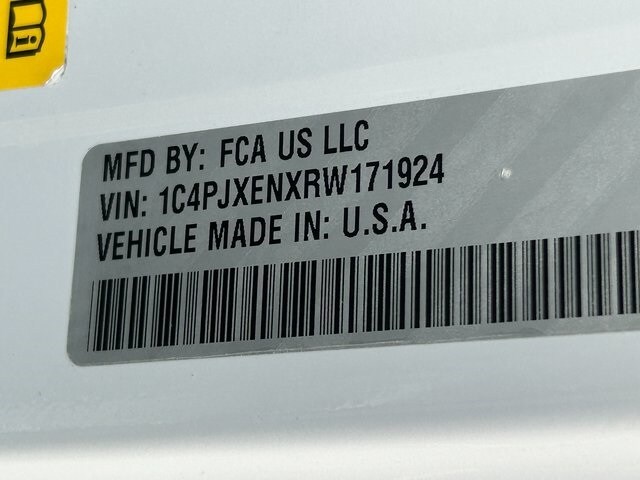 MFD BY: FCA US LLC
VIN: 1C4PJXENXRW171924
VEHICLE MADE IN: U.S.A.